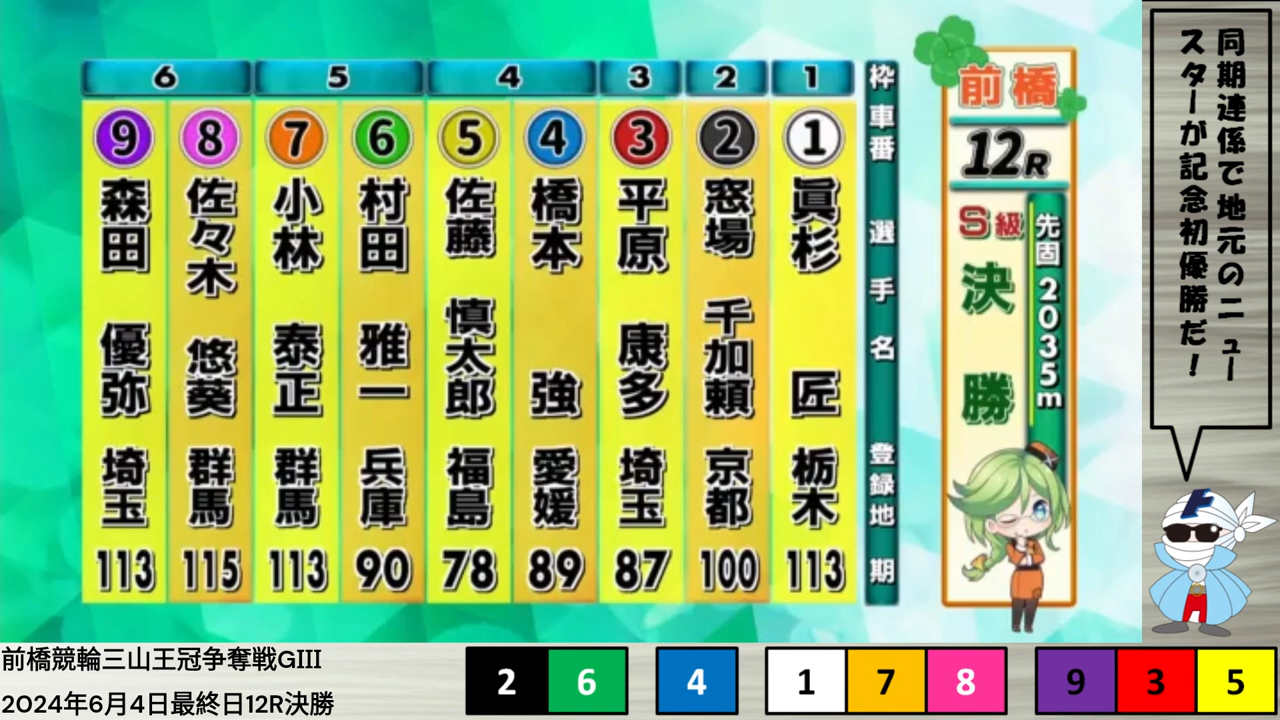 同期連係で地元のニュー
スターが記念初優勝だ！
F
前橋
12R
S級
決勝
先固 2035m
枠
車番
選手名
登録地
期
1
1
眞杉 匠
栃木
113
2
2
窓場 千加頼
京都
100
3
3
平原 康多
埼玉
87
4
4
橋本 強
愛媛
89
5
佐藤 慎太郎
福島
78
5
6
村田 雅一
兵庫
90
7
小林 泰正
群馬
113
6
8
佐々木 悠葵
群馬
115
9
森田 優弥
埼玉
113
前橋競輪三山王冠争奪戦GIII
2024年6月4日最終日12R決勝
2 6 4 1 7 8 9 3 5